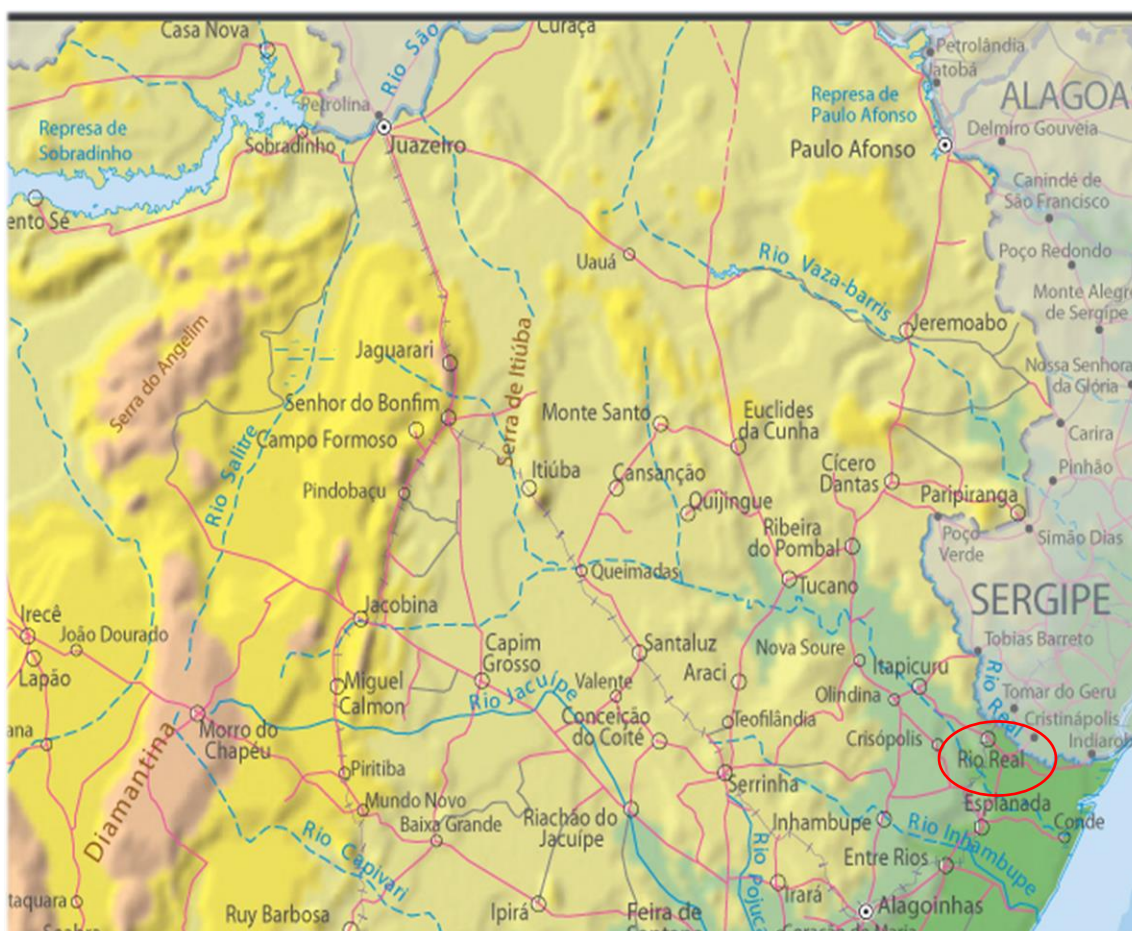 Casa Nova
Curaçá
Rio São
Petrolândia
Jatobá
ALAGOA
Petrolina
Represa de
Paulo Afonso
Represa de
Sobradinho
Sobradinho
Juazeiro
Paulo Afonso
Delmiro Gouveia
Canindé de
São Francisco
ento Sé
Poço Redondo
Uauá
Rio Vaza-barris
Monte Alegre
de Sergipe
Jeremoabo
Serra do Angelim
Jaguarari
Serra de Itiúba
Nossa Senhora
da Glória
Senhor do Bonfim
Monte Santo
Euclides
da Cunha
Campo Formoso
Carira
Rio Salitre
Itiúba
Cansanção
Cícero
Dantas
Pinhão
Pindobaçu
Quijingue
Paripiranga
Ribeira
do Pombal
Poço
Verde
Simão Dias
Queimadas
Tucano
SERGIPE
Irecê
João Dourado
Jacobina
Tobias Barreto
Lapão
Capim
Grosso
Santaluz
Nova Soure
Itapicuru
Miguel
Calmon
Rio Jacuípe
Valente
Araci
Olindina
Rio Real
Tomar do Geru
ana
Morro do
Chapéu
Conceição
do Coité
Teofilândia
Crisópolis
Cristinápolis
Indiarob
Rio Real
Diamantina
Piritiba
Serrinha
Mundo Novo
Esplanada
Baixa Grande
Riachão do
Jacuípe
Inhambupe
Rio Inhambupe
Conde
Rio Capivari
Rio Pojuca
Entre Rios
taquara
Ruy Barbosa
Ipirá
Irará
Feira de
Alagoinhas